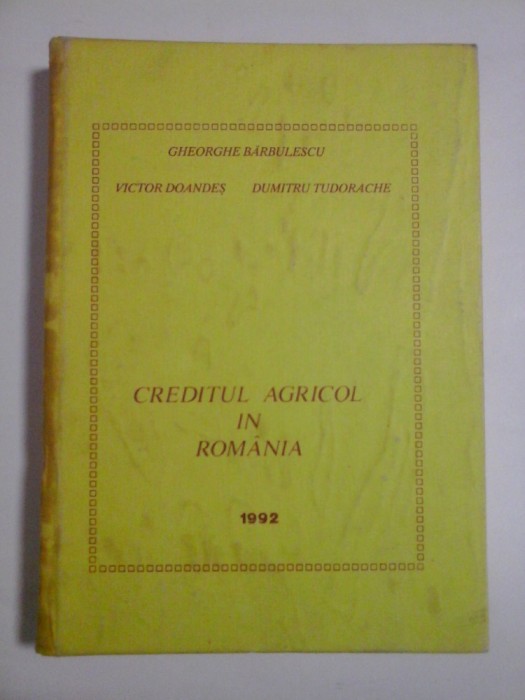 GHEORGHE BĂRBULESCU
VICTOR DOANDEȘ DUMITRU TUDORACHE
CREDITUL AGRICOL
IN
ROMÂNIA
1992